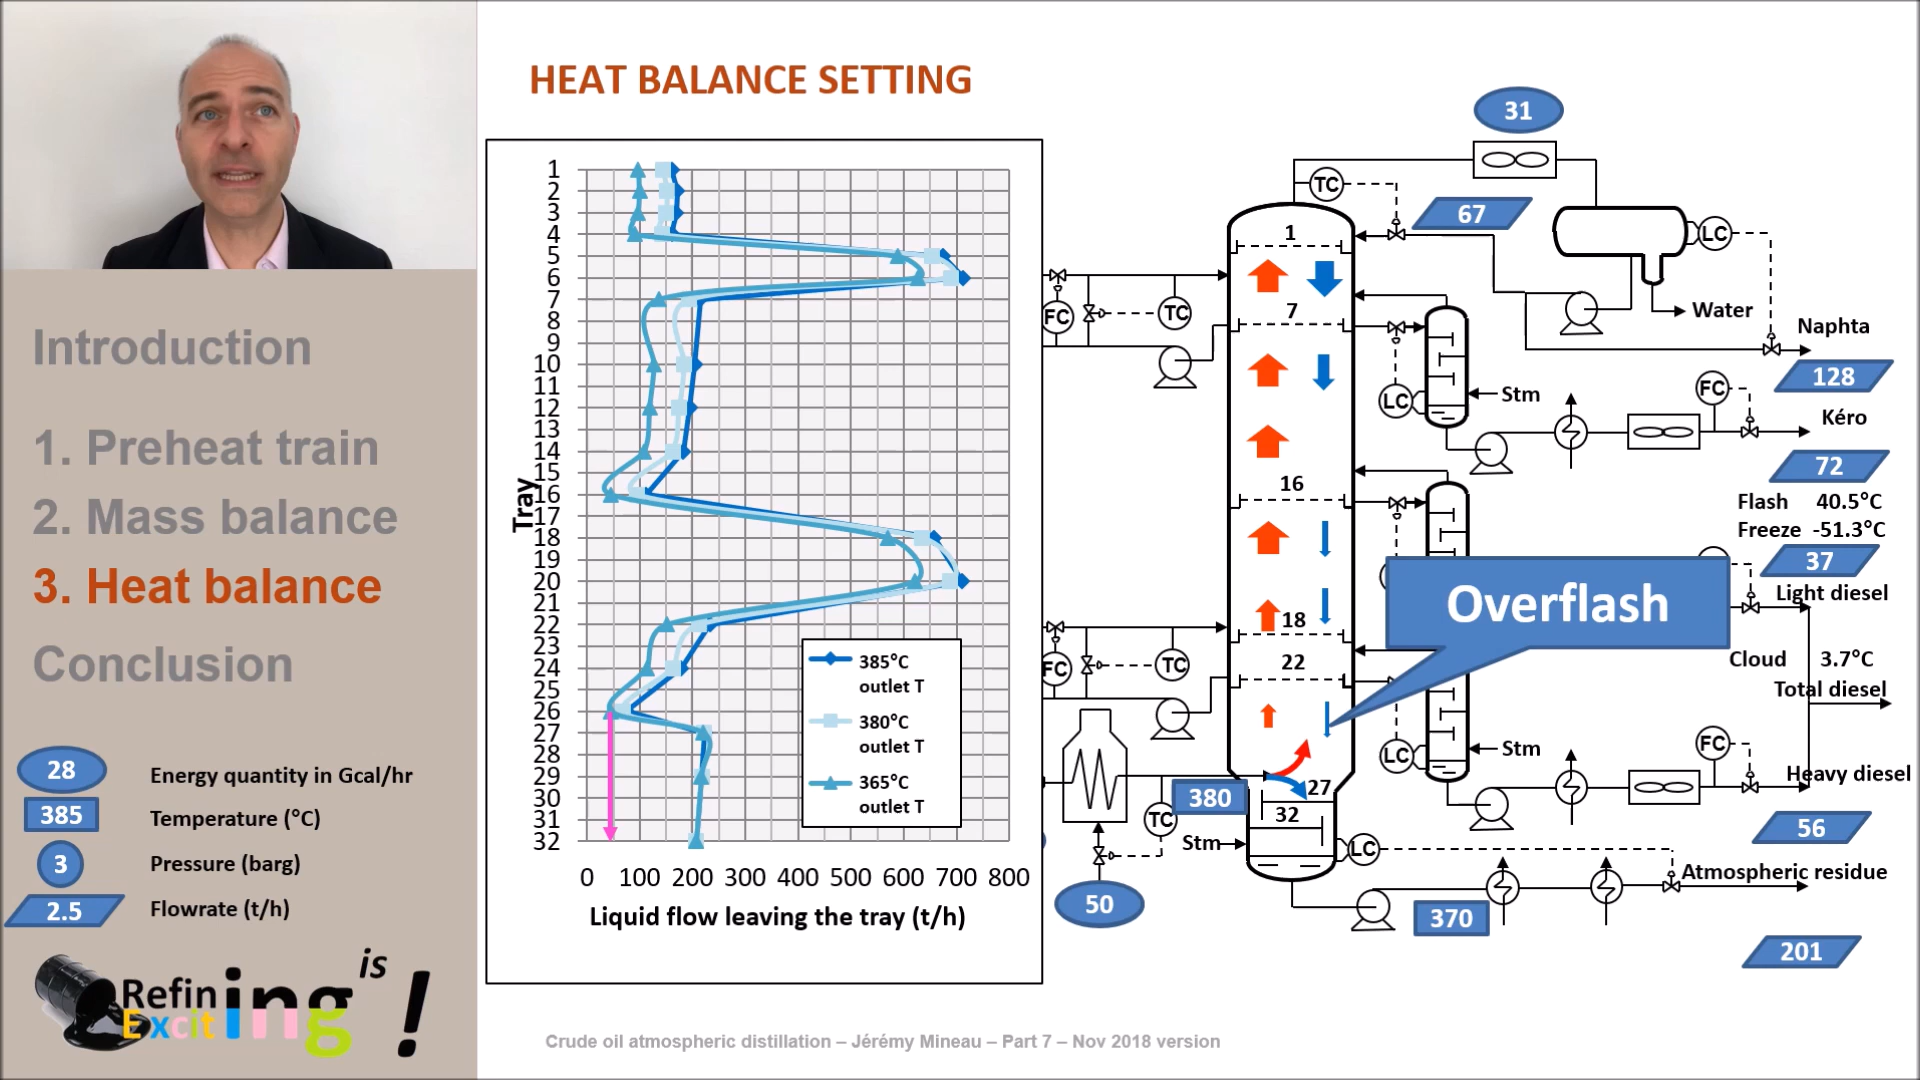 HEAT BALANCE SETTING
Introduction
1. Preheat train
2. Mass balance
3. Heat balance
Conclusion
28
Energy quantity in Gcal/hr
385
Temperature (°C)
3
Pressure (barg)
2.5
Flowrate (t/h)
Refining is
Exciting !
Tray
1
2
3
4
5
6
7
8
9
10
11
12
13
14
15
16
17
18
19
20
21
22
23
24
25
26
27
28
29
30
31
32
0 100 200 300 400 500 600 700 800
Liquid flow leaving the tray (t/h)
385°C
outlet T
380°C
outlet T
365°C
outlet T
31
TC
67
LC
1
FC
TC
7
Water
Naphta
128
LC
Stm
FC
Kéro
72
16
Flash 40.5°C
Freeze -51.3°C
37
Light diesel
Overflash
18
FC
TC
22
Cloud 3.7°C
Total diesel
LC
Stm
FC
Heavy diesel
56
380
27
32
TC
Stm
LC
Atmospheric residue
50
370
201
Crude oil atmospheric distillation – Jérémy Mineau – Part 7 – Nov 2018 version